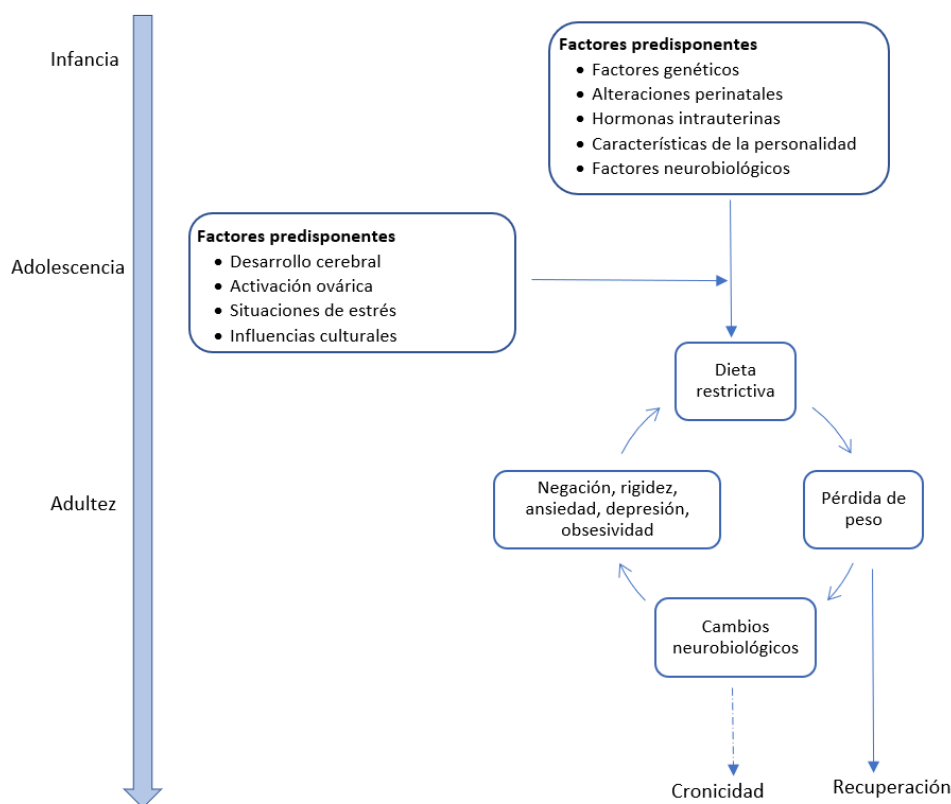 Infancia
Factores predisponentes
• Factores genéticos
• Alteraciones perinatales
• Hormonas intrauterinas
• Características de la personalidad
• Factores neurobiológicos
Adolescencia
Factores predisponentes
• Desarrollo cerebral
• Activación ovárica
• Situaciones de estrés
• Influencias culturales
Dieta
restrictiva
Adultez
Negación, rigidez,
ansiedad, depresión,
obsesividad
Pérdida de
peso
Cambios
neurobiológicos
Cronicidad
Recuperación